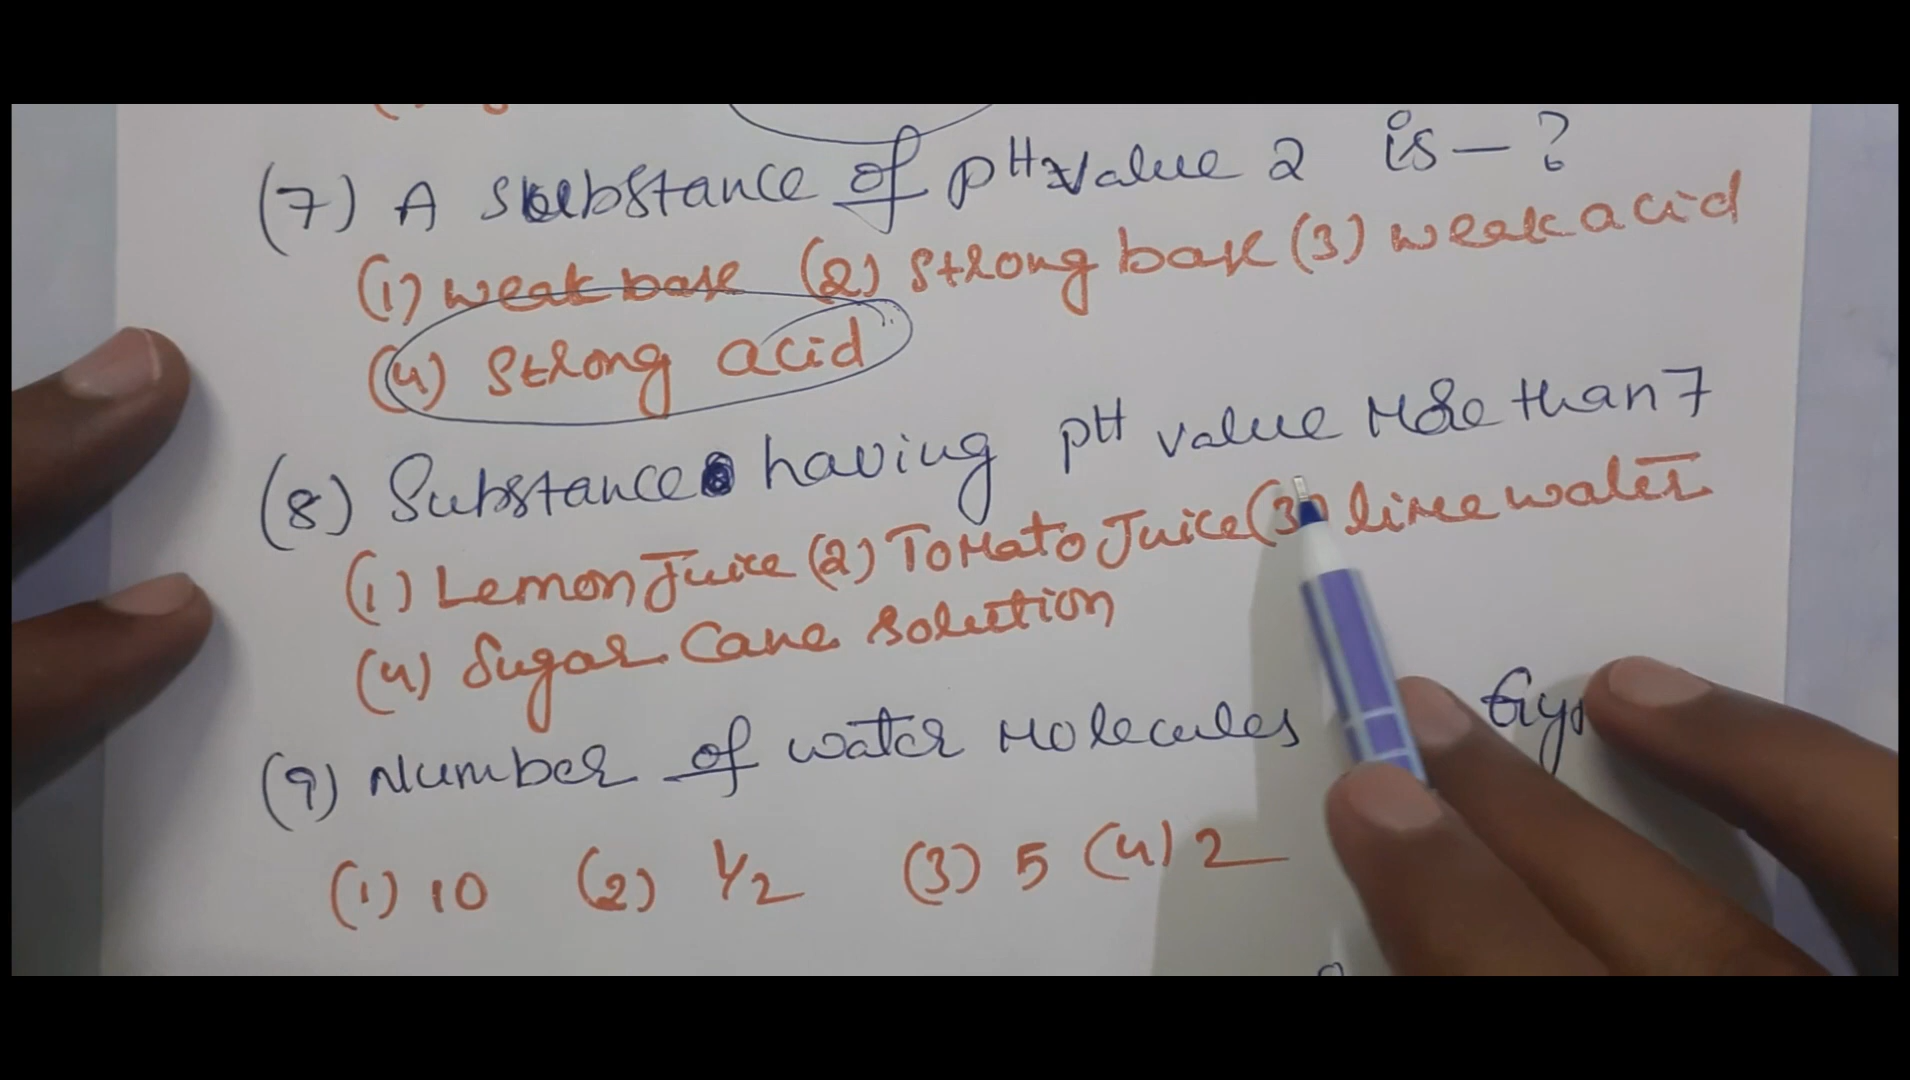 (7) A substance of pH value 2 is - ?
(1) weak base (2) Strong base (3) weak acid
(4) Strong acid
(8) Substance having pH value More than 7
(1) Lemon Juice (2) Tomato Juice (3) lime water
(4) Sugar Cane Solution
(9) Number of water Molecules
(1) 10 (2) 1/2 (3) 5 (4) 2